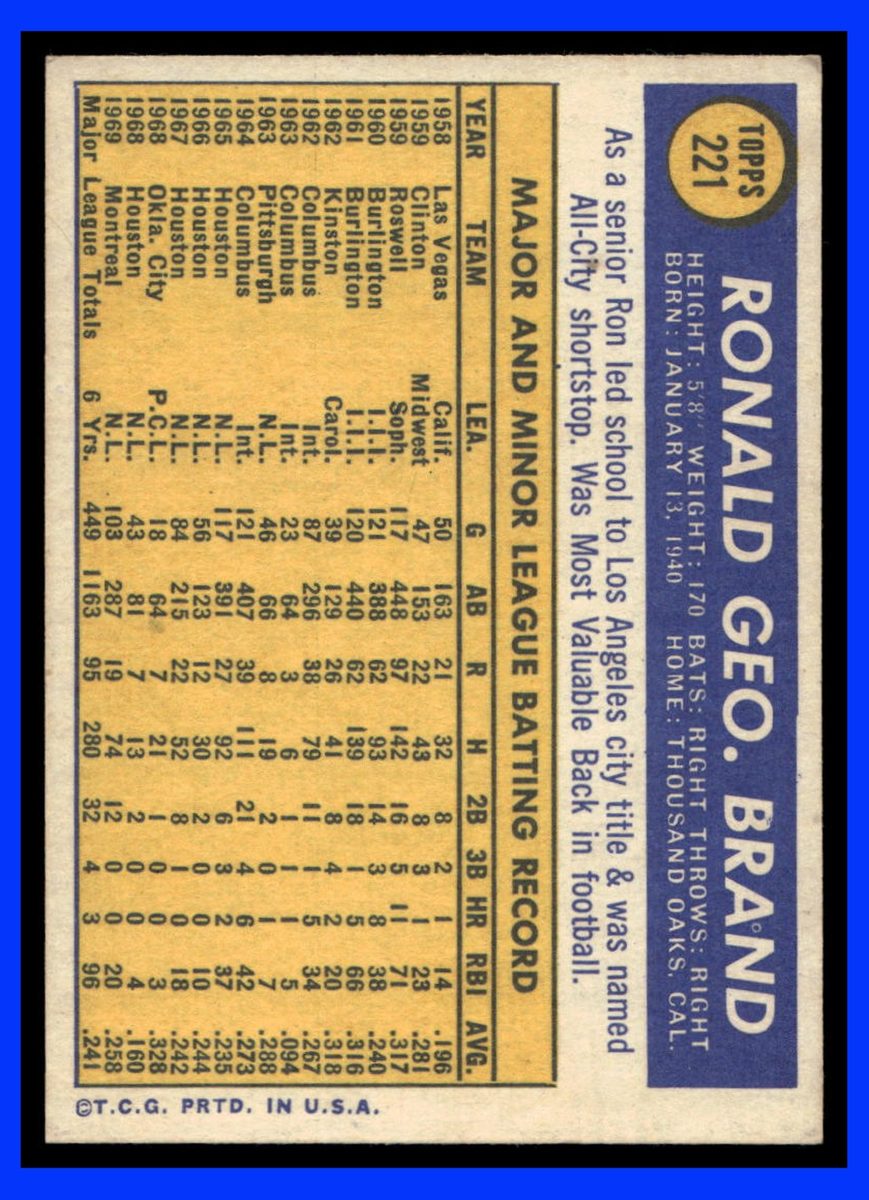 TOPPS
221
RONALD GEO. BRAND
HEIGHT: 5'8" WEIGHT: 170 BATS: RIGHT THROWS: RIGHT
BORN: JANUARY 13, 1940 HOME: THOUSAND OAKS, CAL.
As a senior Ron led school to Los Angeles city title & was named
All-City shortstop. Was Most Valuable Back in football.
MAJOR AND MINOR LEAGUE BATTING RECORD
YEAR TEAM LEA. G AB R H 2B 3B HR RBI AVG.
1958 Las Vegas Calif. 50 163 21 32 8 2 1 14 .196
1959 Clinton Midwest 47 153 22 43 8 3 1 23 .281
1959 Roswell Soph. 117 448 97 142 16 5 11 71 .317
1960 Burlington I.I.I. 121 388 62 93 14 3 8 38 .240
1961 Burlington I.I.I. 120 440 62 139 18 1 5 66 .316
1962 Kinston Carol. 39 129 26 41 8 4 2 20 .318
1962 Columbus Int. 87 296 38 79 11 1 5 34 .267
1963 Columbus Int. 23 64 3 6 1 1 1 5 .094
1963 Pittsburgh N.L. 46 66 8 19 2 0 1 7 .288
1964 Columbus Int. 121 407 39 111 21 4 6 42 .273
1965 Houston N.L. 117 391 27 92 6 3 2 37 .235
1966 Houston N.L. 56 123 12 30 2 0 0 10 .244
1967 Houston N.L. 84 215 22 52 8 1 0 18 .242
1968 Okla. City P.C.L. 18 64 7 21 1 0 0 3 .328
1968 Houston N.L. 43 81 7 13 2 0 0 4 .160
1969 Montreal N.L. 103 287 19 74 12 0 0 20 .258
Major League Totals 6 Yrs. 449 1163 95 280 32 4 3 96 .241
©T.C.G. PRTD. IN U.S.A.